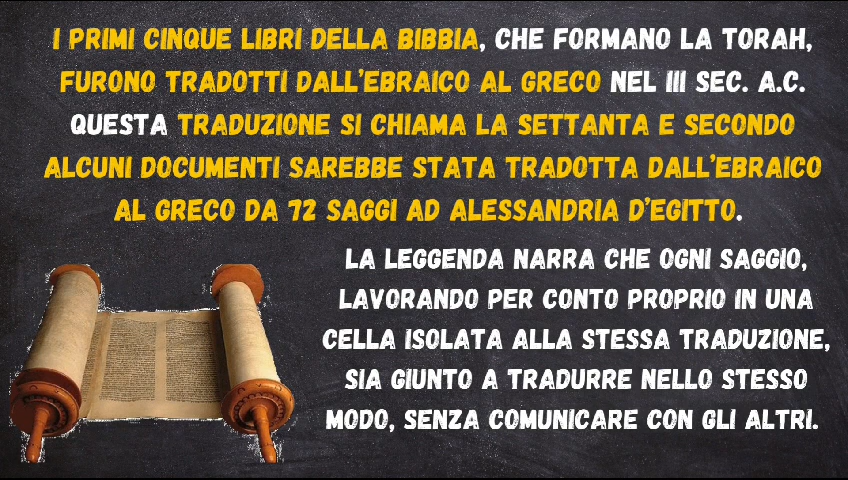 I PRIMI CINQUE LIBRI DELLA BIBBIA, CHE FORMANO LA TORAH,
FURONO TRADOTTI DALL'EBRAICO AL GRECO NEL III SEC. A.C.
QUESTA TRADUZIONE SI CHIAMA LA SETTANTA E SECONDO
ALCUNI DOCUMENTI SAREBBE STATA TRADOTTA DALL'EBRAICO
AL GRECO DA 72 SAGGI AD ALESSANDRIA D'EGITTO.
LA LEGGENDA NARRA CHE OGNI SAGGIO,
LAVORANDO PER CONTO PROPRIO IN UNA
CELLA ISOLATA ALLA STESSA TRADUZIONE,
SIA GIUNTO A TRADURRE NELLO STESSO
MODO, SENZA COMUNICARE CON GLI ALTRI.